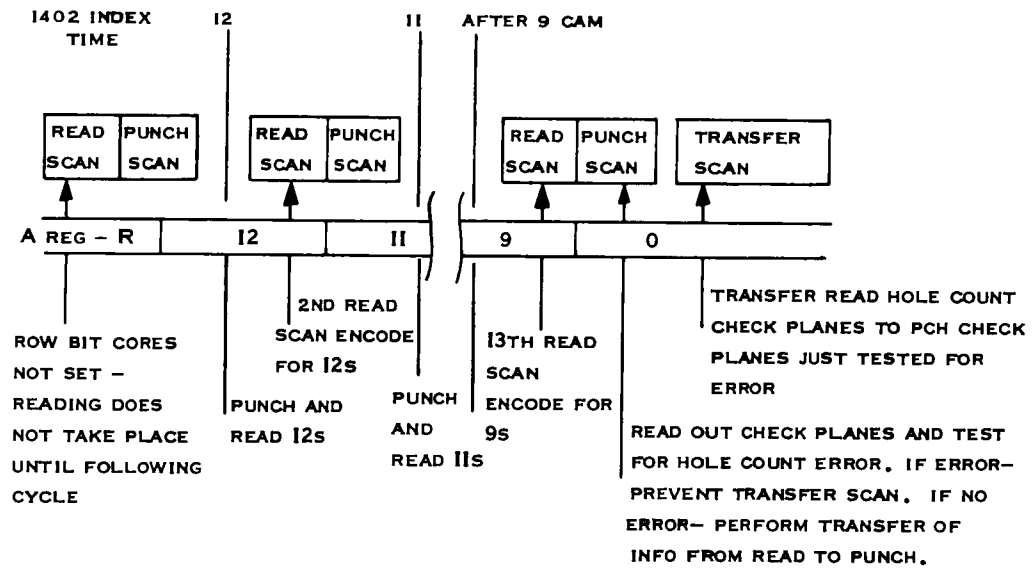 1402 INDEX
TIME
12
11
AFTER 9 CAM
READ
SCAN
PUNCH
SCAN
READ
SCAN
PUNCH
SCAN
READ
SCAN
PUNCH
SCAN
TRANSFER
SCAN
A REG – R
12
11
9
0
ROW BIT CORES
NOT SET –
READING DOES
NOT TAKE PLACE
UNTIL FOLLOWING
CYCLE
PUNCH AND
READ 12S
2ND READ
SCAN ENCODE
FOR 12S
PUNCH
AND
READ 11S
13TH READ
SCAN
ENCODE FOR
9S
READ OUT CHECK PLANES AND TEST
FOR HOLE COUNT ERROR. IF ERROR–
PREVENT TRANSFER SCAN. IF NO
ERROR– PERFORM TRANSFER OF
INFO FROM READ TO PUNCH.
TRANSFER READ HOLE COUNT
CHECK PLANES TO PCH CHECK
PLANES JUST TESTED FOR
ERROR